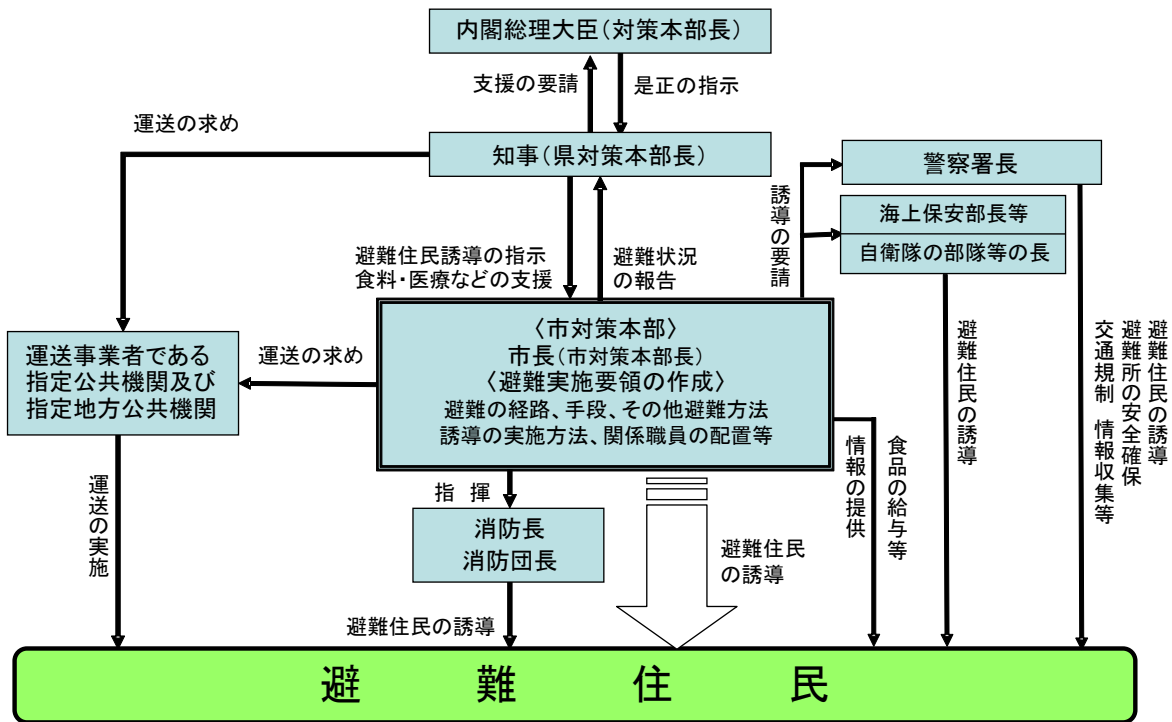 内閣総理大臣(対策本部長)
支援の要請
是正の指示
運送の求め
知事(県対策本部長)
警察署長
誘導の要請
海上保安部長等
自衛隊の部隊等の長
避難住民誘導の指示
食料・医療などの支援
避難状況
の報告
〈市対策本部〉
市長(市対策本部長)
〈避難実施要領の作成〉
避難の経路、手段、その他避難方法
誘導の実施方法、関係職員の配置等
運送の求め
運送事業者である
指定公共機関及び
指定地方公共機関
避難住民の誘導
避難住民の誘導
避難所の安全確保
交通規制 情報収集等
指 揮
消防長
消防団長
食品の給与等
情報の提供
運送の実施
避難住民
の誘導
避難住民の誘導
避 難 住 民